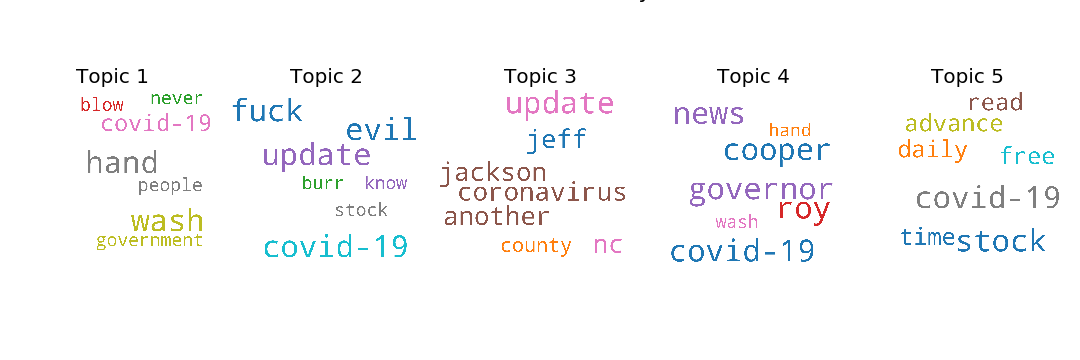 Topic 1
blow
never
covid-19
hand
people
wash
government
Topic 2
fuck
evil
update
burr
know
stock
covid-19
Topic 3
update
jeff
jackson
coronavirus
another
county
nc
Topic 4
news
hand
cooper
governor
roy
wash
covid-19
Topic 5
read
advance
daily
free
covid-19
time
stock